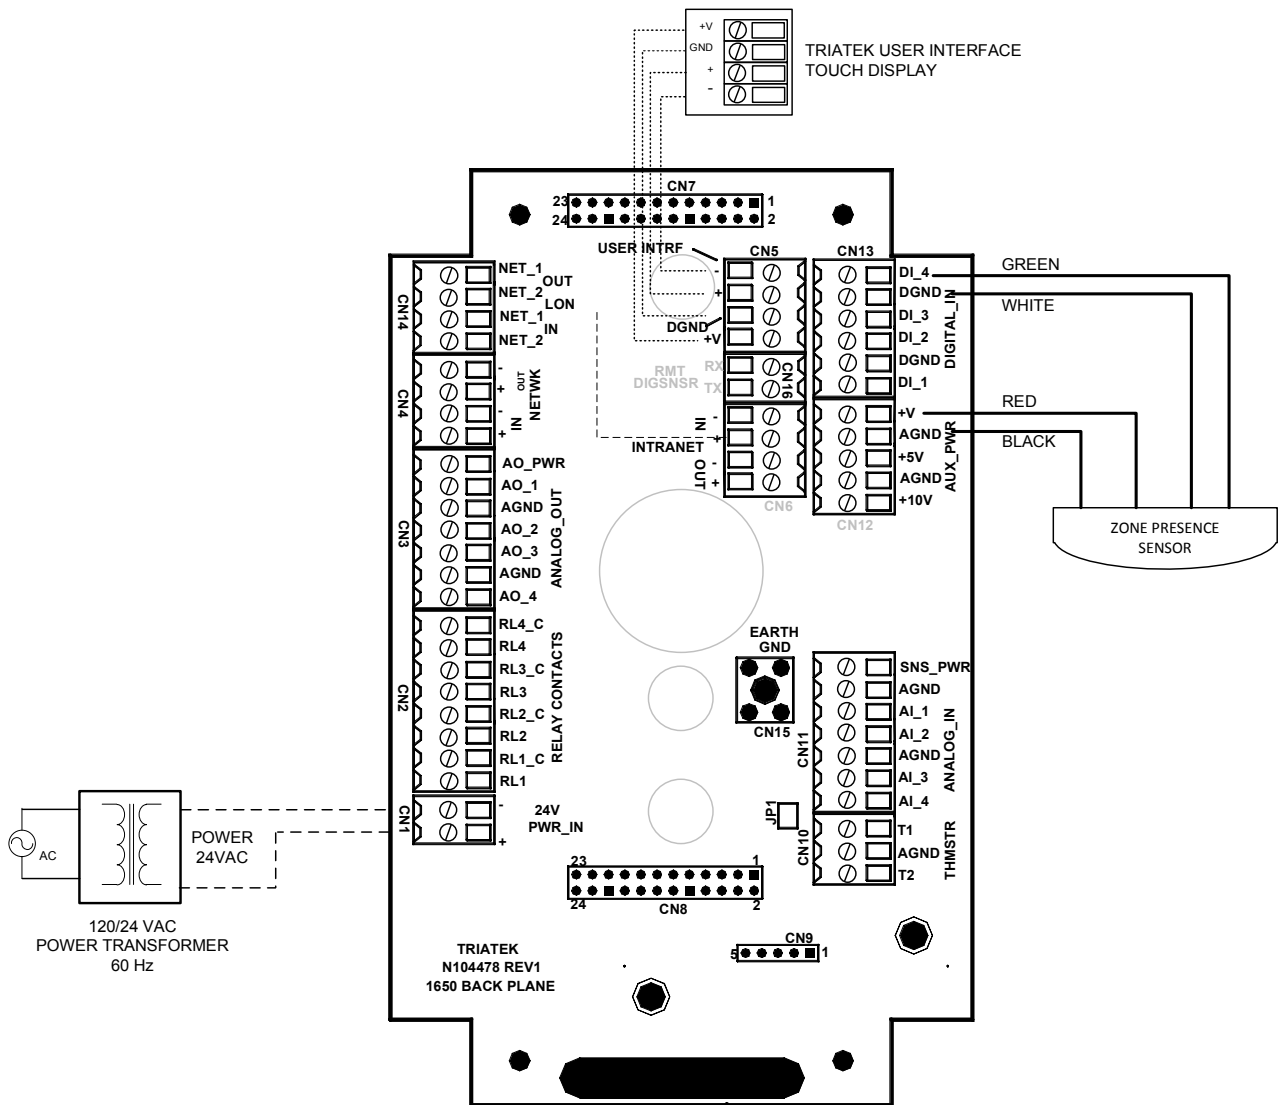 +V
GND
+
-
TRIATEK USER INTERFACE
TOUCH DISPLAY
CN7
23
1
24
2
USER INTRF
CN5
-
+
DGND
+V
CN13
DI_4
DGND
DI_3
DI_2
DGND
DI_1
DIGITAL_IN
GREEN
WHITE
RED
BLACK
ZONE PRESENCE
SENSOR
CN14
NET_1
NET_2
NET_1
NET_2
OUT
LON
IN
CN4
-
+
-
+
OUT
IN
NETWK
RMT
DIGSNSR
RX
TX
CN16
INTRANET
IN
OUT
-
+
-
+
CN6
+V
AGND
+5V
AGND
+10V
AUX_PWR
CN12
CN3
AO_PWR
AO_1
AGND
AO_2
AO_3
AGND
AO_4
ANALOG_OUT
CN2
RL4_C
RL4
RL3_C
RL3
RL2_C
RL2
RL1_C
RL1
RELAY CONTACTS
EARTH
GND
CN15
CN11
SNS_PWR
AGND
AI_1
AI_2
AGND
AI_3
AI_4
ANALOG_IN
JP1
CN10
T1
AGND
T2
THMSTR
CN1
-
+
24V
PWR_IN
AC
POWER
24VAC
120/24 VAC
POWER TRANSFORMER
60 Hz
23
1
24
2
CN8
CN9
5
1
TRIATEK
N104478 REV1
1650 BACK PLANE